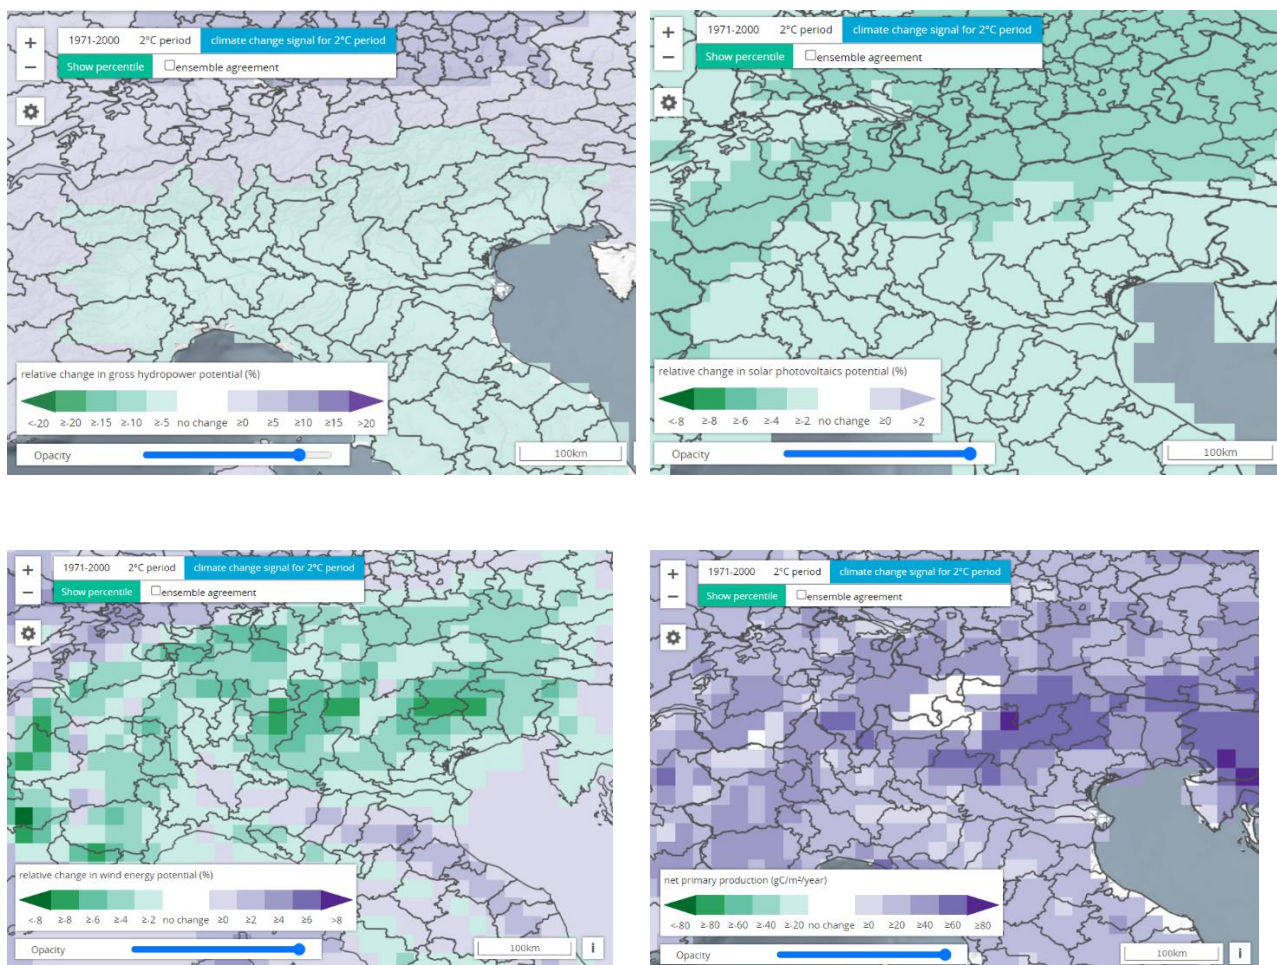 +
1971-2000 2°C period climate change signal for 2°C period
−
Show percentile ensemble agreement
relative change in gross hydropower potential (%)
<-20 ≥-20 ≥-15 ≥-10 ≥-5 no change ≥0 ≥5 ≥10 ≥15 >20
Opacity
100km
+
1971-2000 2°C period climate change signal for 2°C period
−
Show percentile ensemble agreement
relative change in solar photovoltaics potential (%)
<-8 ≥-8 ≥-6 ≥-4 ≥-2 no change ≥0 >2
Opacity
100km
+
1971-2000 2°C period climate change signal for 2°C period
−
Show percentile ensemble agreement
relative change in wind energy potential (%)
<-8 ≥-8 ≥-6 ≥-4 ≥-2 no change ≥0 ≥2 ≥4 ≥6 >8
Opacity
100km i
+
1971-2000 2°C period climate change signal for 2°C period
−
Show percentile ensemble agreement
net primary production (gC/m²/year)
<-80 ≥-80 ≥-60 ≥-40 ≥-20 no change ≥0 ≥20 ≥40 ≥60 ≥80
Opacity
100km i